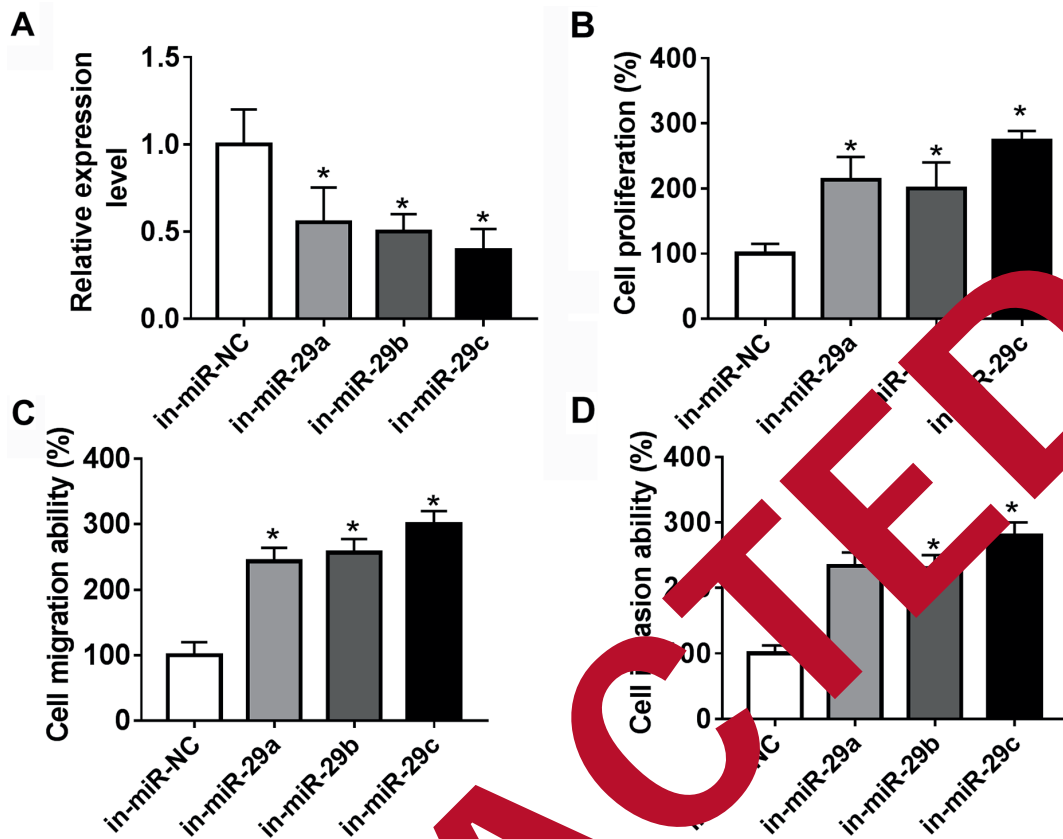 A
Relative expression
level
1.5
1.0
0.5
0.0
*
*
*
in-miR-NC
in-miR-29a
in-miR-29b
in-miR-29c
B
Cell proliferation (%)
400
300
200
100
0
*
*
*
in-miR-NC
in-miR-29a
C
Cell migration ability (%)
400
300
200
100
0
*
*
*
in-miR-NC
in-miR-29a
in-miR-29b
in-miR-29c
D
Cell ability (%)
400
300
0
*
*
in-miR-29a
in-miR-29b
in-miR-29c
ACTED